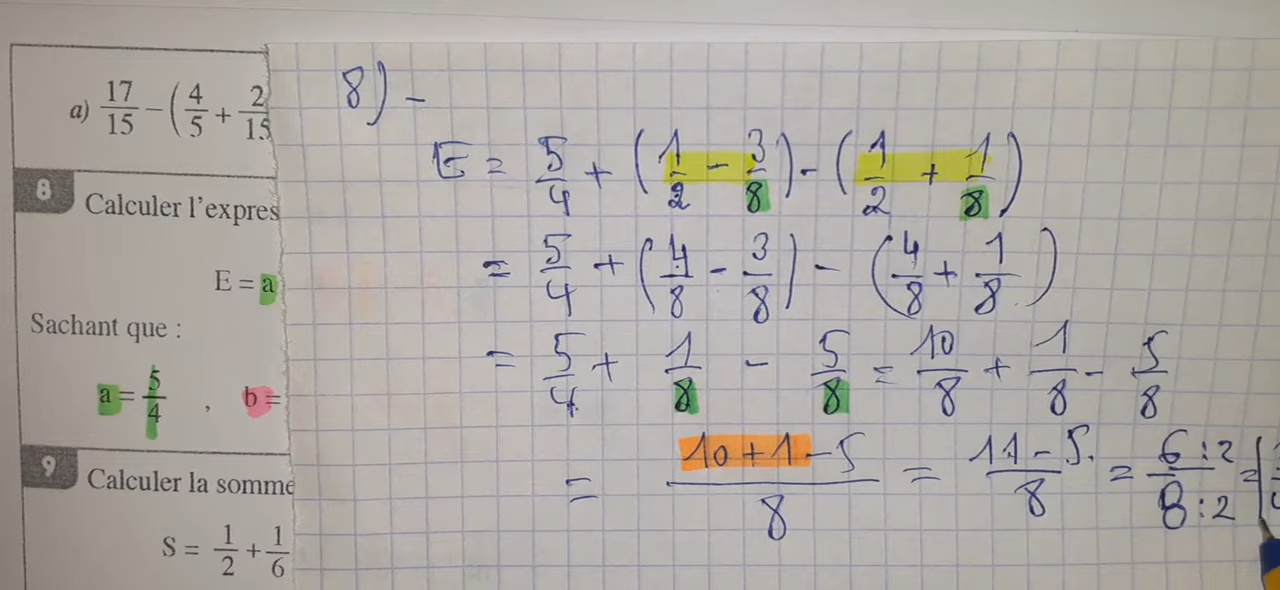 a) 17/15 − (4/5 + 2/15
8 Calculer l'expres
E = a
Sachant que :
a = 5/4 , b =
9 Calculer la somme
S = 1/2 + 1/6
8) -
E = 5/4 + (1/2 - 3/8) - (1/2 + 1/8)
= 5/4 + (4/8 - 3/8) - (4/8 + 1/8)
= 5/4 + 1/8 - 5/8 = 10/8 + 1/8 - 5/8
= (10 + 1 - 5)/8 = (11 - 5)/8 = (6 : 2)/(8 : 2) =